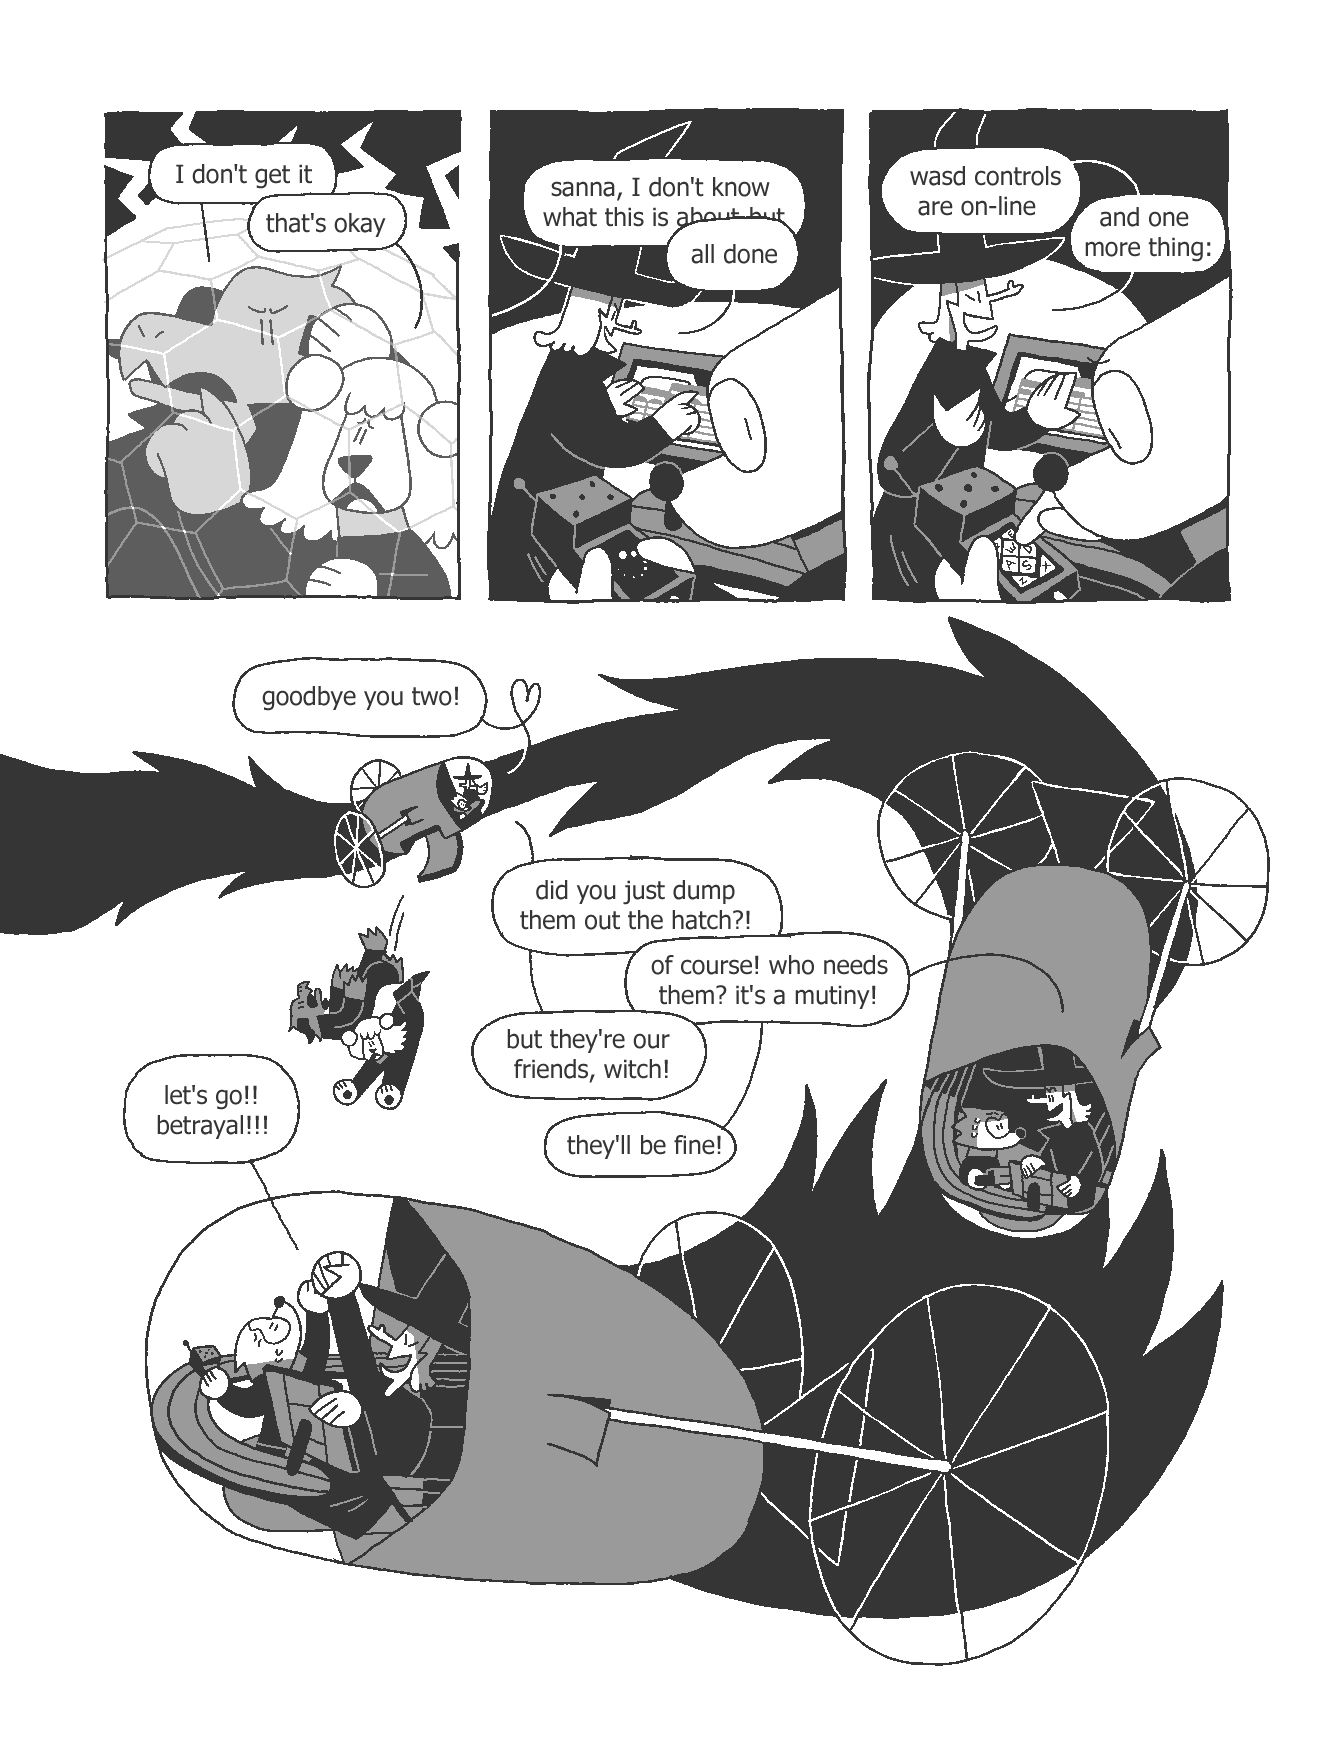 I don't get it
that's okay
sanna, I don't know
what this is about but
all done
wasd controls
are on-line
and one
more thing:
goodbye you two!
did you just dump
them out the hatch?!
of course! who needs
them? it's a mutiny!
but they're our
friends, witch!
they'll be fine!
let's go!!
betrayal!!!